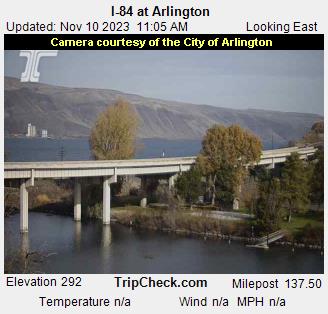 I-84 at Arlington
Updated: Nov 10 2023 11:05 AM Looking East
Camera courtesy of the City of Arlington
Elevation 292 TripCheck.com Milepost 137.50
Temperature n/a Wind n/a MPH n/a